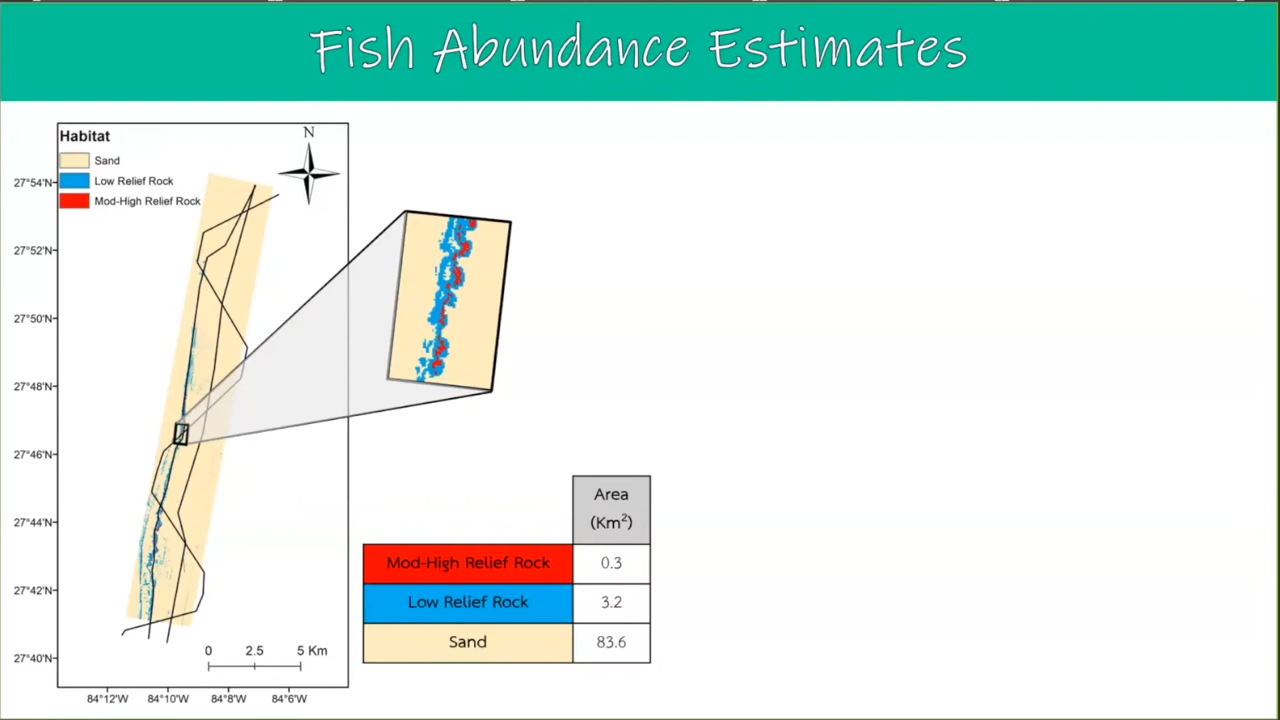 Fish Abundance Estimates
Habitat
Sand
Low Relief Rock
Mod-High Relief Rock
N
27°54'N
27°52'N
27°50'N
27°48'N
27°46'N
27°44'N
27°42'N
27°40'N
0 2.5 5 Km
84°12'W 84°10'W 84°8'W 84°6'W
Area
(Km²)
Mod-High Relief Rock 0.3
Low Relief Rock 3.2
Sand 83.6